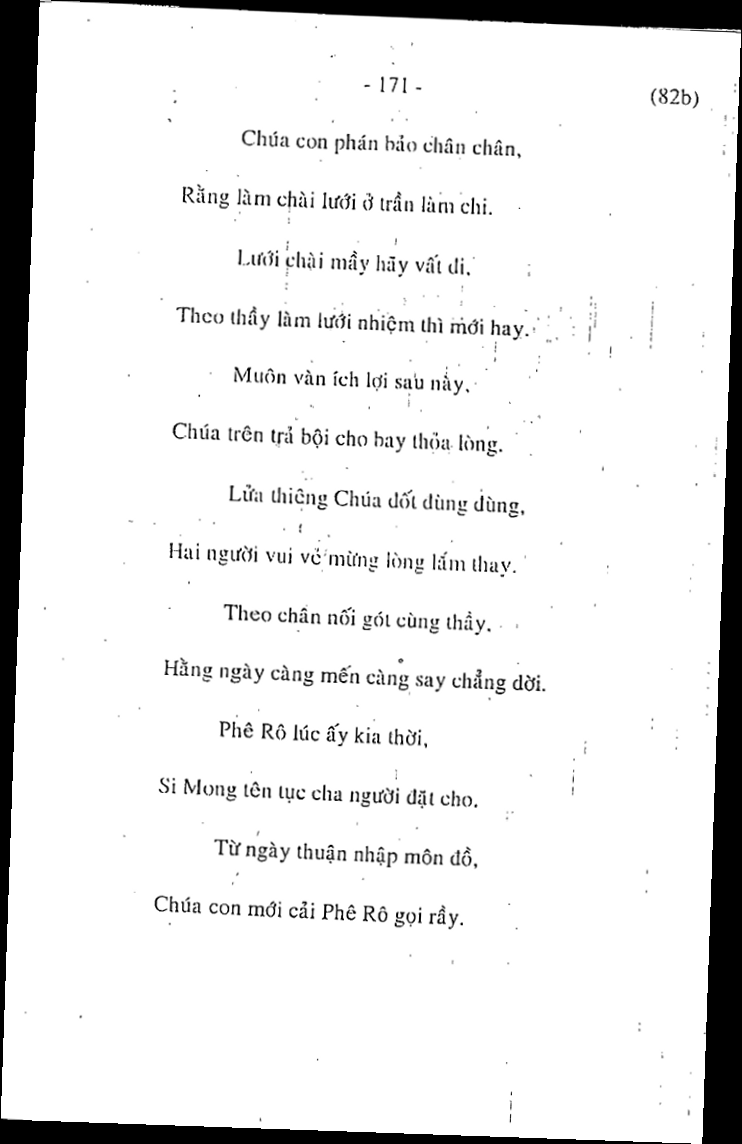 - 171 -
(82b)
Chúa con phán bảo chân chân,
Rằng làm chài lưới ở trần làm chi.
Lưới chài mầy hãy vất đi.
Theo thầy làm lưới nhiệm thì mới hay.
Muôn vàn ích lợi sau nầy.
Chúa trên trả bội cho bay thỏa lòng.
Lửa thiêng Chúa đốt dùng dùng,
Hai người vui vẻ mừng lòng lắm thay.
Theo chân nối gót cùng thầy.
Hằng ngày càng mến càng say chẳng dời.
Phê Rô lúc ấy kia thời,
Si Mong tên tục cha người đặt cho.
Từ ngày thuận nhập môn đồ,
Chúa con mới cải Phê Rô gọi rầy.